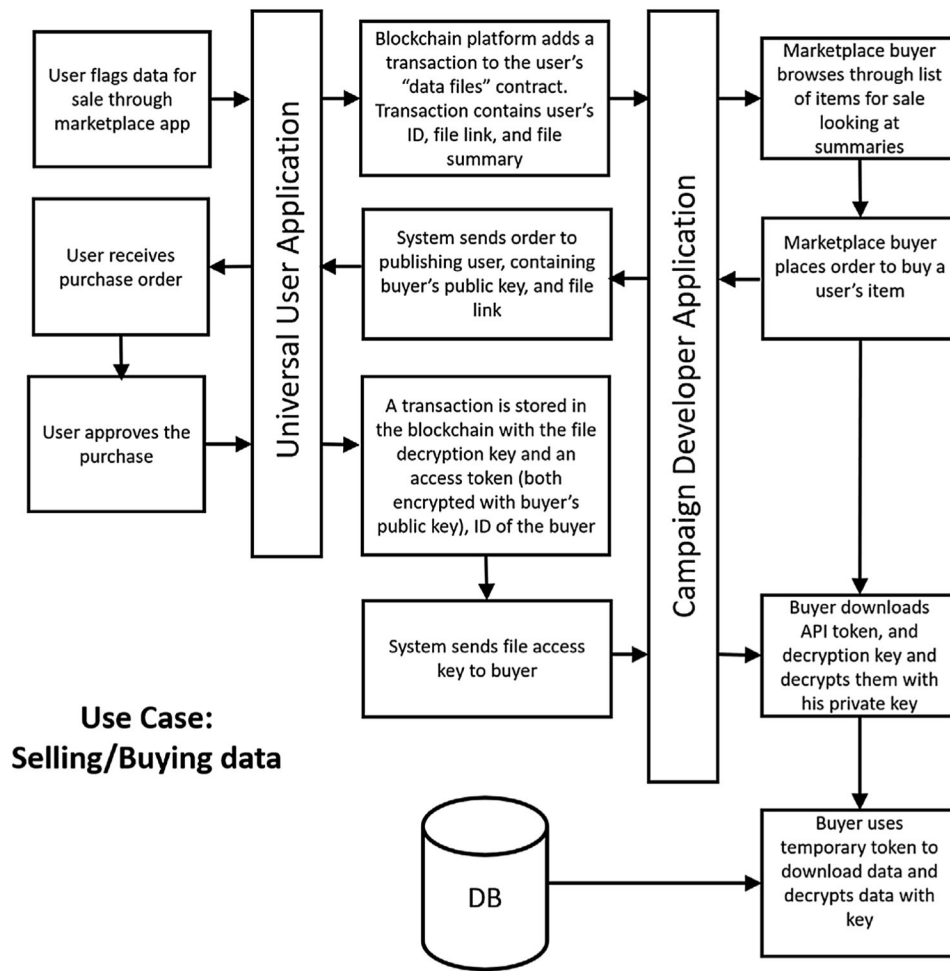 User flags data for
sale through
marketplace app
Universal User Application
Blockchain platform adds a
transaction to the user's
“data files” contract.
Transaction contains user's
ID, file link, and file
summary
Campaign Developer Application
Marketplace buyer
browses through list
of items for sale
looking at
summaries
User receives
purchase order
System sends order to
publishing user, containing
buyer's public key, and file
link
Marketplace buyer
places order to buy a
user's item
User approves the
purchase
A transaction is stored in
the blockchain with the file
decryption key and an
access token (both
encrypted with buyer's
public key), ID of the buyer
System sends file access
key to buyer
Buyer downloads
API token, and
decryption key and
decrypts them with
his private key
Use Case:
Selling/Buying data
DB
Buyer uses
temporary token to
download data and
decrypts data with
key